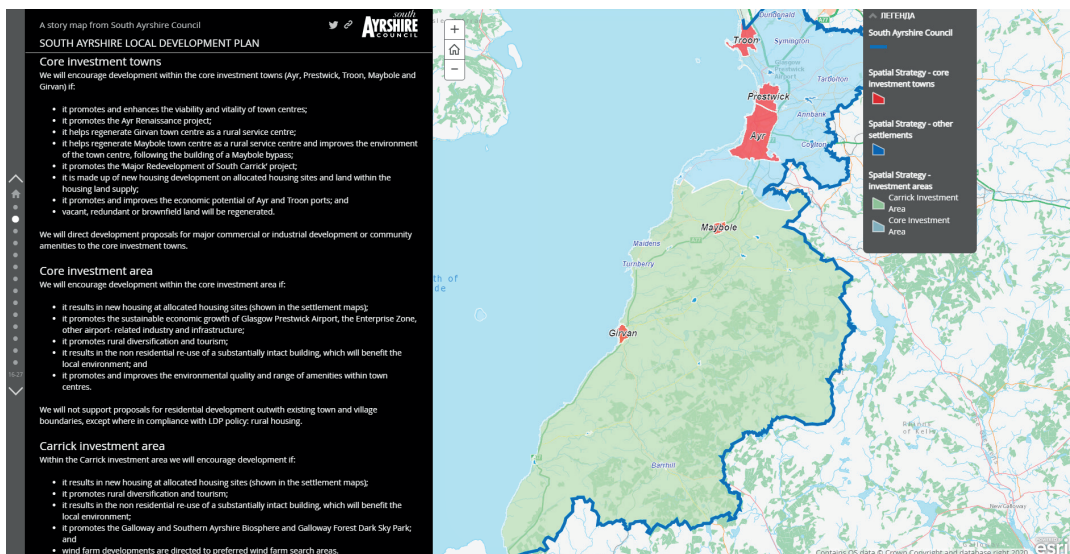 A story map from South Ayrshire Council
south
AYRSHIRE
COUNCIL
SOUTH AYRSHIRE LOCAL DEVELOPMENT PLAN
Core investment towns
We will encourage development within the core investment towns (Ayr, Prestwick, Troon, Maybole and
Girvan) if:
• it promotes and enhances the viability and vitality of town centres;
• it promotes the Ayr Renaissance project;
• it helps regenerate Girvan town centre as a rural service centre;
• it helps regenerate Maybole town centre as a rural service centre and improves the environment
of the town centre, following the building of a Maybole bypass;
• it promotes the 'Major Redevelopment of South Carrick' project;
• it is made up of new housing development on allocated housing sites and land within the
housing land supply;
• it promotes and improves the economic potential of Ayr and Troon ports; and
• vacant, redundant or brownfield land will be regenerated.
We will direct development proposals for major commercial or industrial development or community
amenities to the core investment towns.
Core investment area
We will encourage development within the core investment area if:
• it results in new housing at allocated housing sites (shown in the settlement maps);
• it promotes the sustainable economic growth of Glasgow Prestwick Airport, the Enterprise Zone,
other airport- related industry and infrastructure;
• it promotes rural diversification and tourism;
• it results in the non residential re-use of a substantially intact building, which will benefit the
local environment; and
• it promotes and improves the environmental quality and range of amenities within town
centres.
We will not support proposals for residential development outwith existing town and village
boundaries, except where in compliance with LDP policy: rural housing.
Carrick investment area
Within the Carrick investment area we will encourage development if:
• it results in new housing at allocated housing sites (shown in the settlement maps);
• it promotes rural diversification and tourism;
• it results in the non residential re-use of a substantially intact building, which will benefit the
local environment;
• it promotes the Galloway and Southern Ayrshire Biosphere and Galloway Forest Dark Sky Park;
and
• wind farm developments are directed to preferred wind farm search areas.
16-27
+
−
Dundonald
Troon
Symington
Glasgow
Prestwick
Airport
Tarbolton
Prestwick
Annbank
Ayr
Coylton
Maybole
Maidens
Turnberry
th of
de
Girvan
Barrhill
New Galloway
ЛЕГЕНДА
South Ayrshire Council
Spatial Strategy - core
investment towns
Spatial Strategy - other
settlements
Spatial Strategy -
investment areas
Carrick Investment
Area
Core Investment
Area
Contains OS data © Crown Copyright and database right 2020
esri